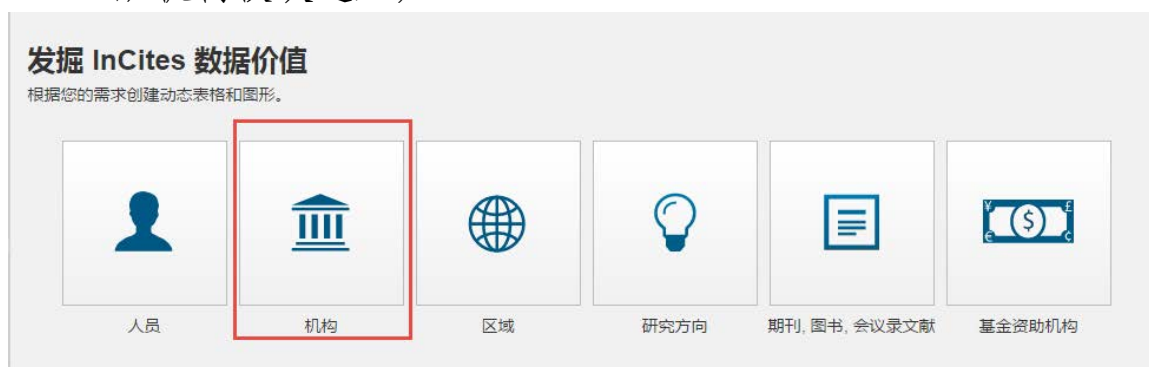 发掘 InCites 数据价值
根据您的需求创建动态表格和图形。
¥ £
$
€ ¢
人员 机构 区域 研究方向 期刊, 图书, 会议录文献 基金资助机构